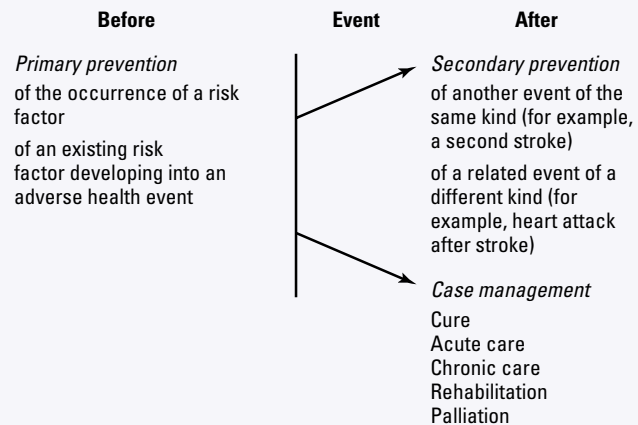 Before
Event
After
Primary prevention
of the occurrence of a risk
factor
of an existing risk
factor developing into an
adverse health event
Secondary prevention
of another event of the
same kind (for example,
a second stroke)
of a related event of a
different kind (for
example, heart attack
after stroke)
Case management
Cure
Acute care
Chronic care
Rehabilitation
Palliation